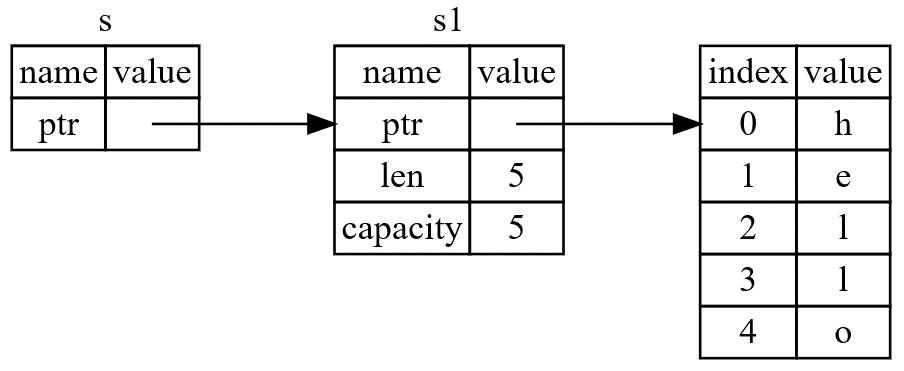 s
name value
ptr
s1
name value
ptr
len 5
capacity 5
index value
0 h
1 e
2 l
3 l
4 o